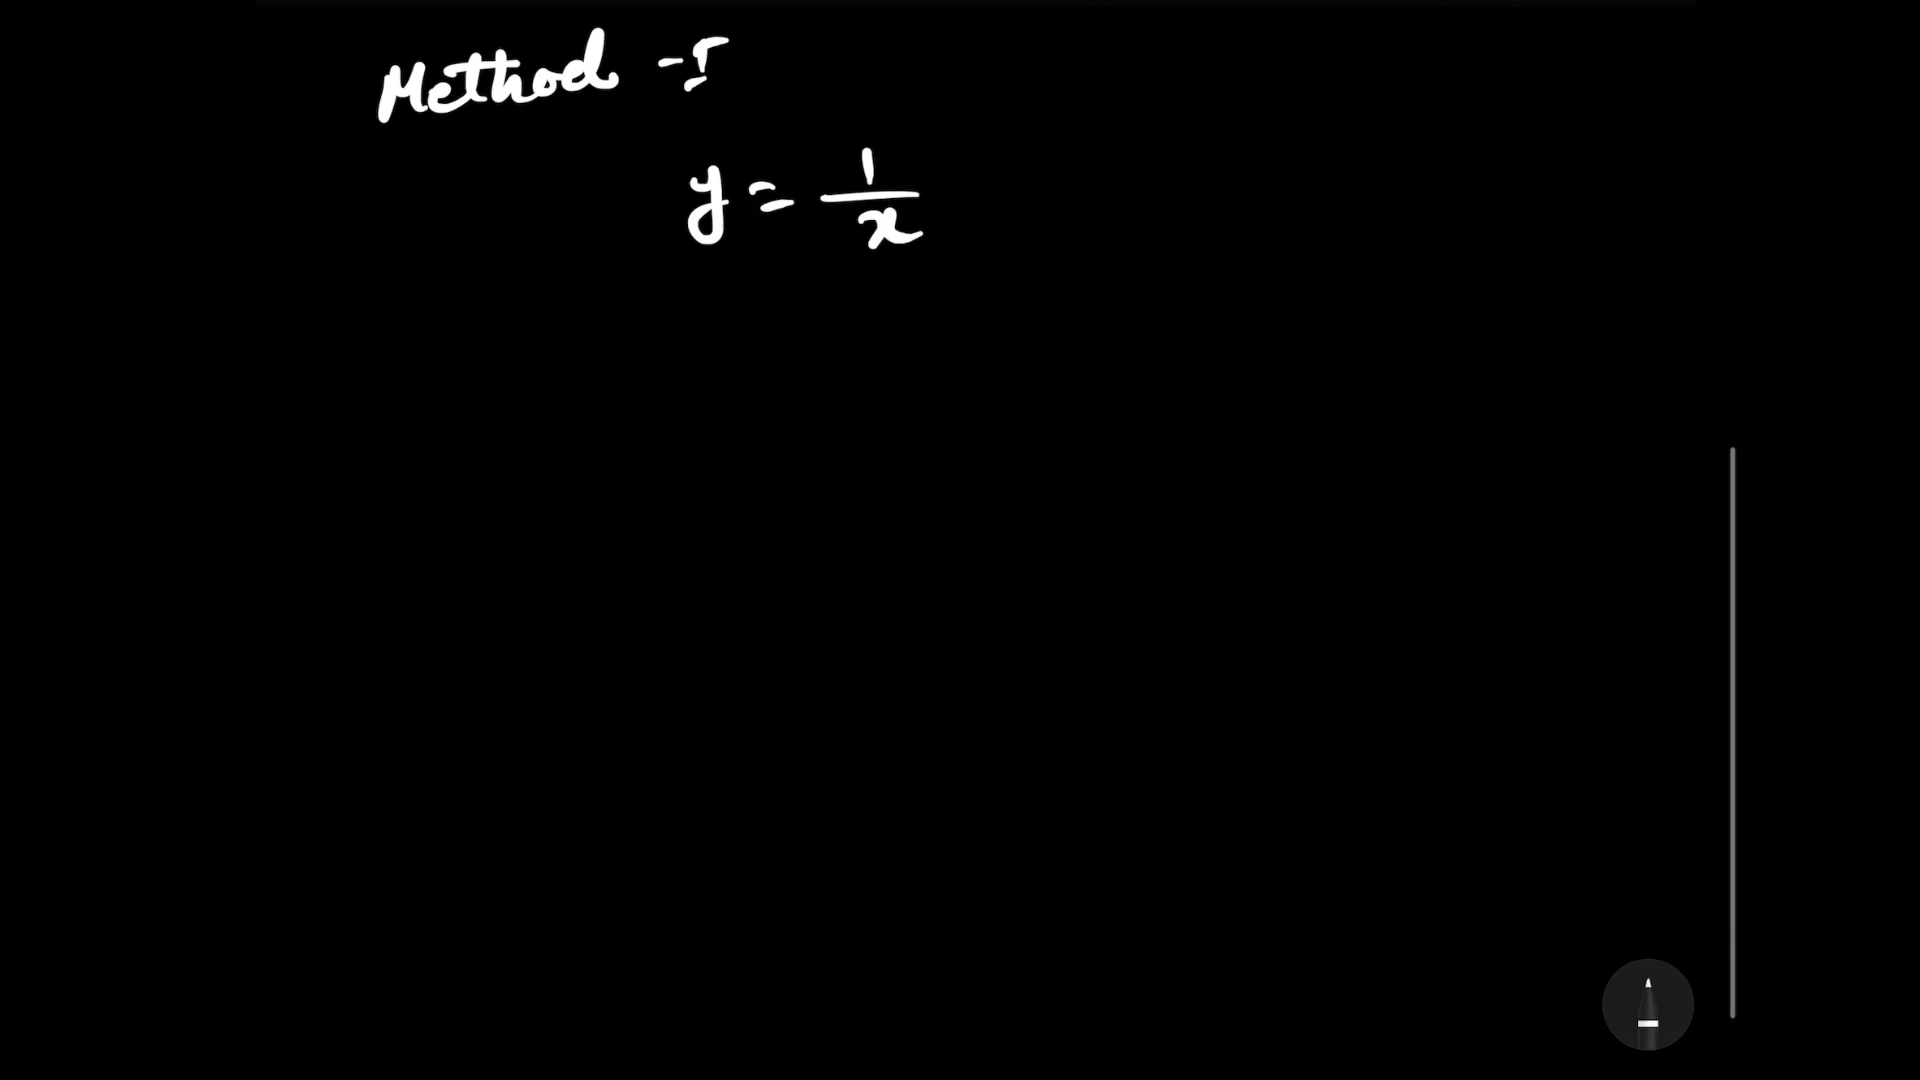 Method -I
y = 1/x